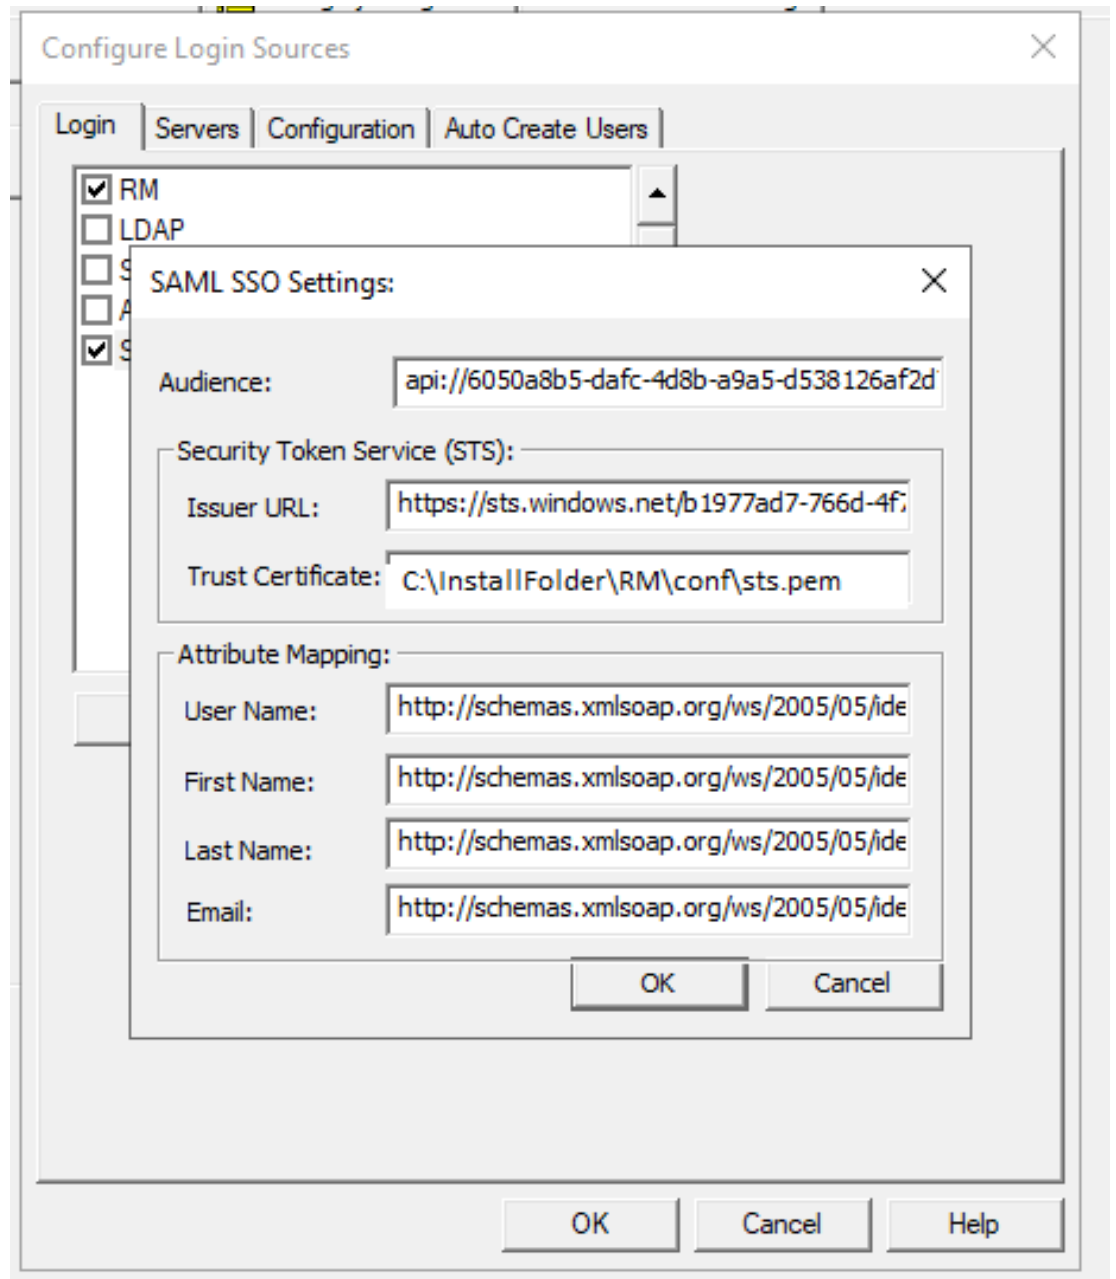 Configure Login Sources
Login Servers Configuration Auto Create Users
RM
LDAP
SAML SSO Settings:
Audience: api://6050a8b5-dafc-4d8b-a9a5-d538126af2d
Security Token Service (STS):
Issuer URL: https://sts.windows.net/b1977ad7-766d-4f
Trust Certificate: C:\InstallFolder\RM\conf\sts.pem
Attribute Mapping:
User Name: http://schemas.xmlsoap.org/ws/2005/05/ide
First Name: http://schemas.xmlsoap.org/ws/2005/05/ide
Last Name: http://schemas.xmlsoap.org/ws/2005/05/ide
Email: http://schemas.xmlsoap.org/ws/2005/05/ide
OK Cancel
OK Cancel Help